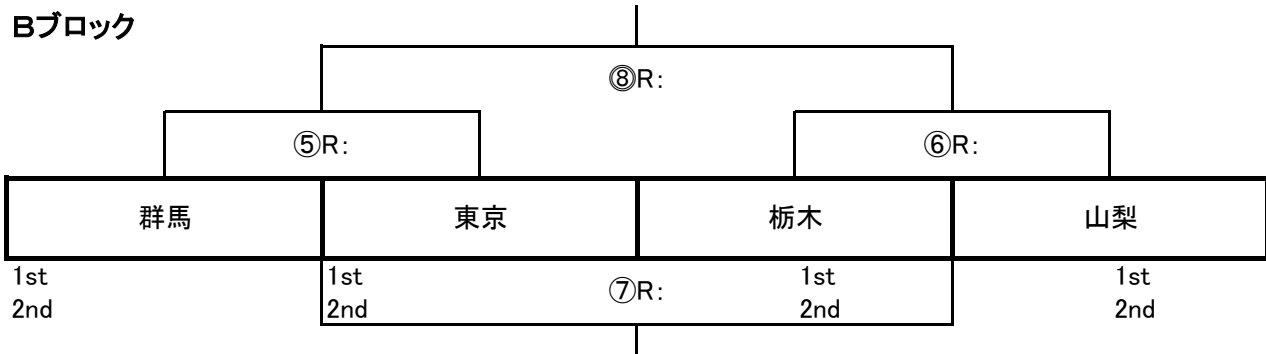 Bブロック
⑧R:
⑤R:
⑥R:
群馬 東京 栃木 山梨
1st 1st ⑦R: 1st 1st
2nd 2nd 2nd 2nd